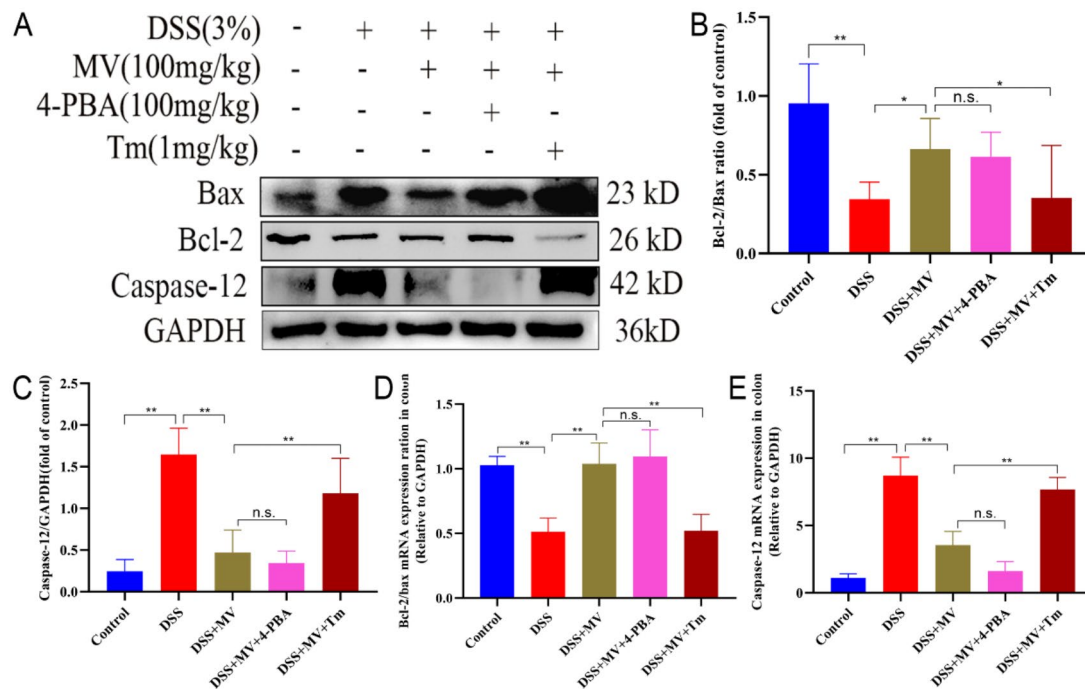 A
DSS(3%) - + + + +
MV(100mg/kg) - - + + +
4-PBA(100mg/kg) - - - + -
Tm(1mg/kg) - - - - +
Bax 23 kD
Bcl-2 26 kD
Caspase-12 42 kD
GAPDH 36kD
B
Bcl-2/Bax ratio (fold of control)
1.5
1.0
0.5
0.0
**
*
n.s.
*
Control
DSS
DSS+MV
DSS+MV+4-PBA
DSS+MV+Tm
C
Caspase-12/GAPDH(fold of control)
2.5
2.0
1.5
1.0
0.5
0.0
**
**
**
n.s.
Control
DSS
DSS+MV
DSS+MV+4-PBA
DSS+MV+Tm
D
Bcl-2/bax mRNA expression ration in colon
(Relative to GAPDH)
1.5
1.0
0.5
0.0
**
**
n.s.
**
Control
DSS
DSS+MV
DSS+MV+4-PBA
DSS+MV+Tm
E
Caspase-12 mRNA expression in colon
(Relative to GAPDH)
15
10
5
0
**
**
**
n.s.
Control
DSS
DSS+MV
DSS+MV+4-PBA
DSS+MV+Tm